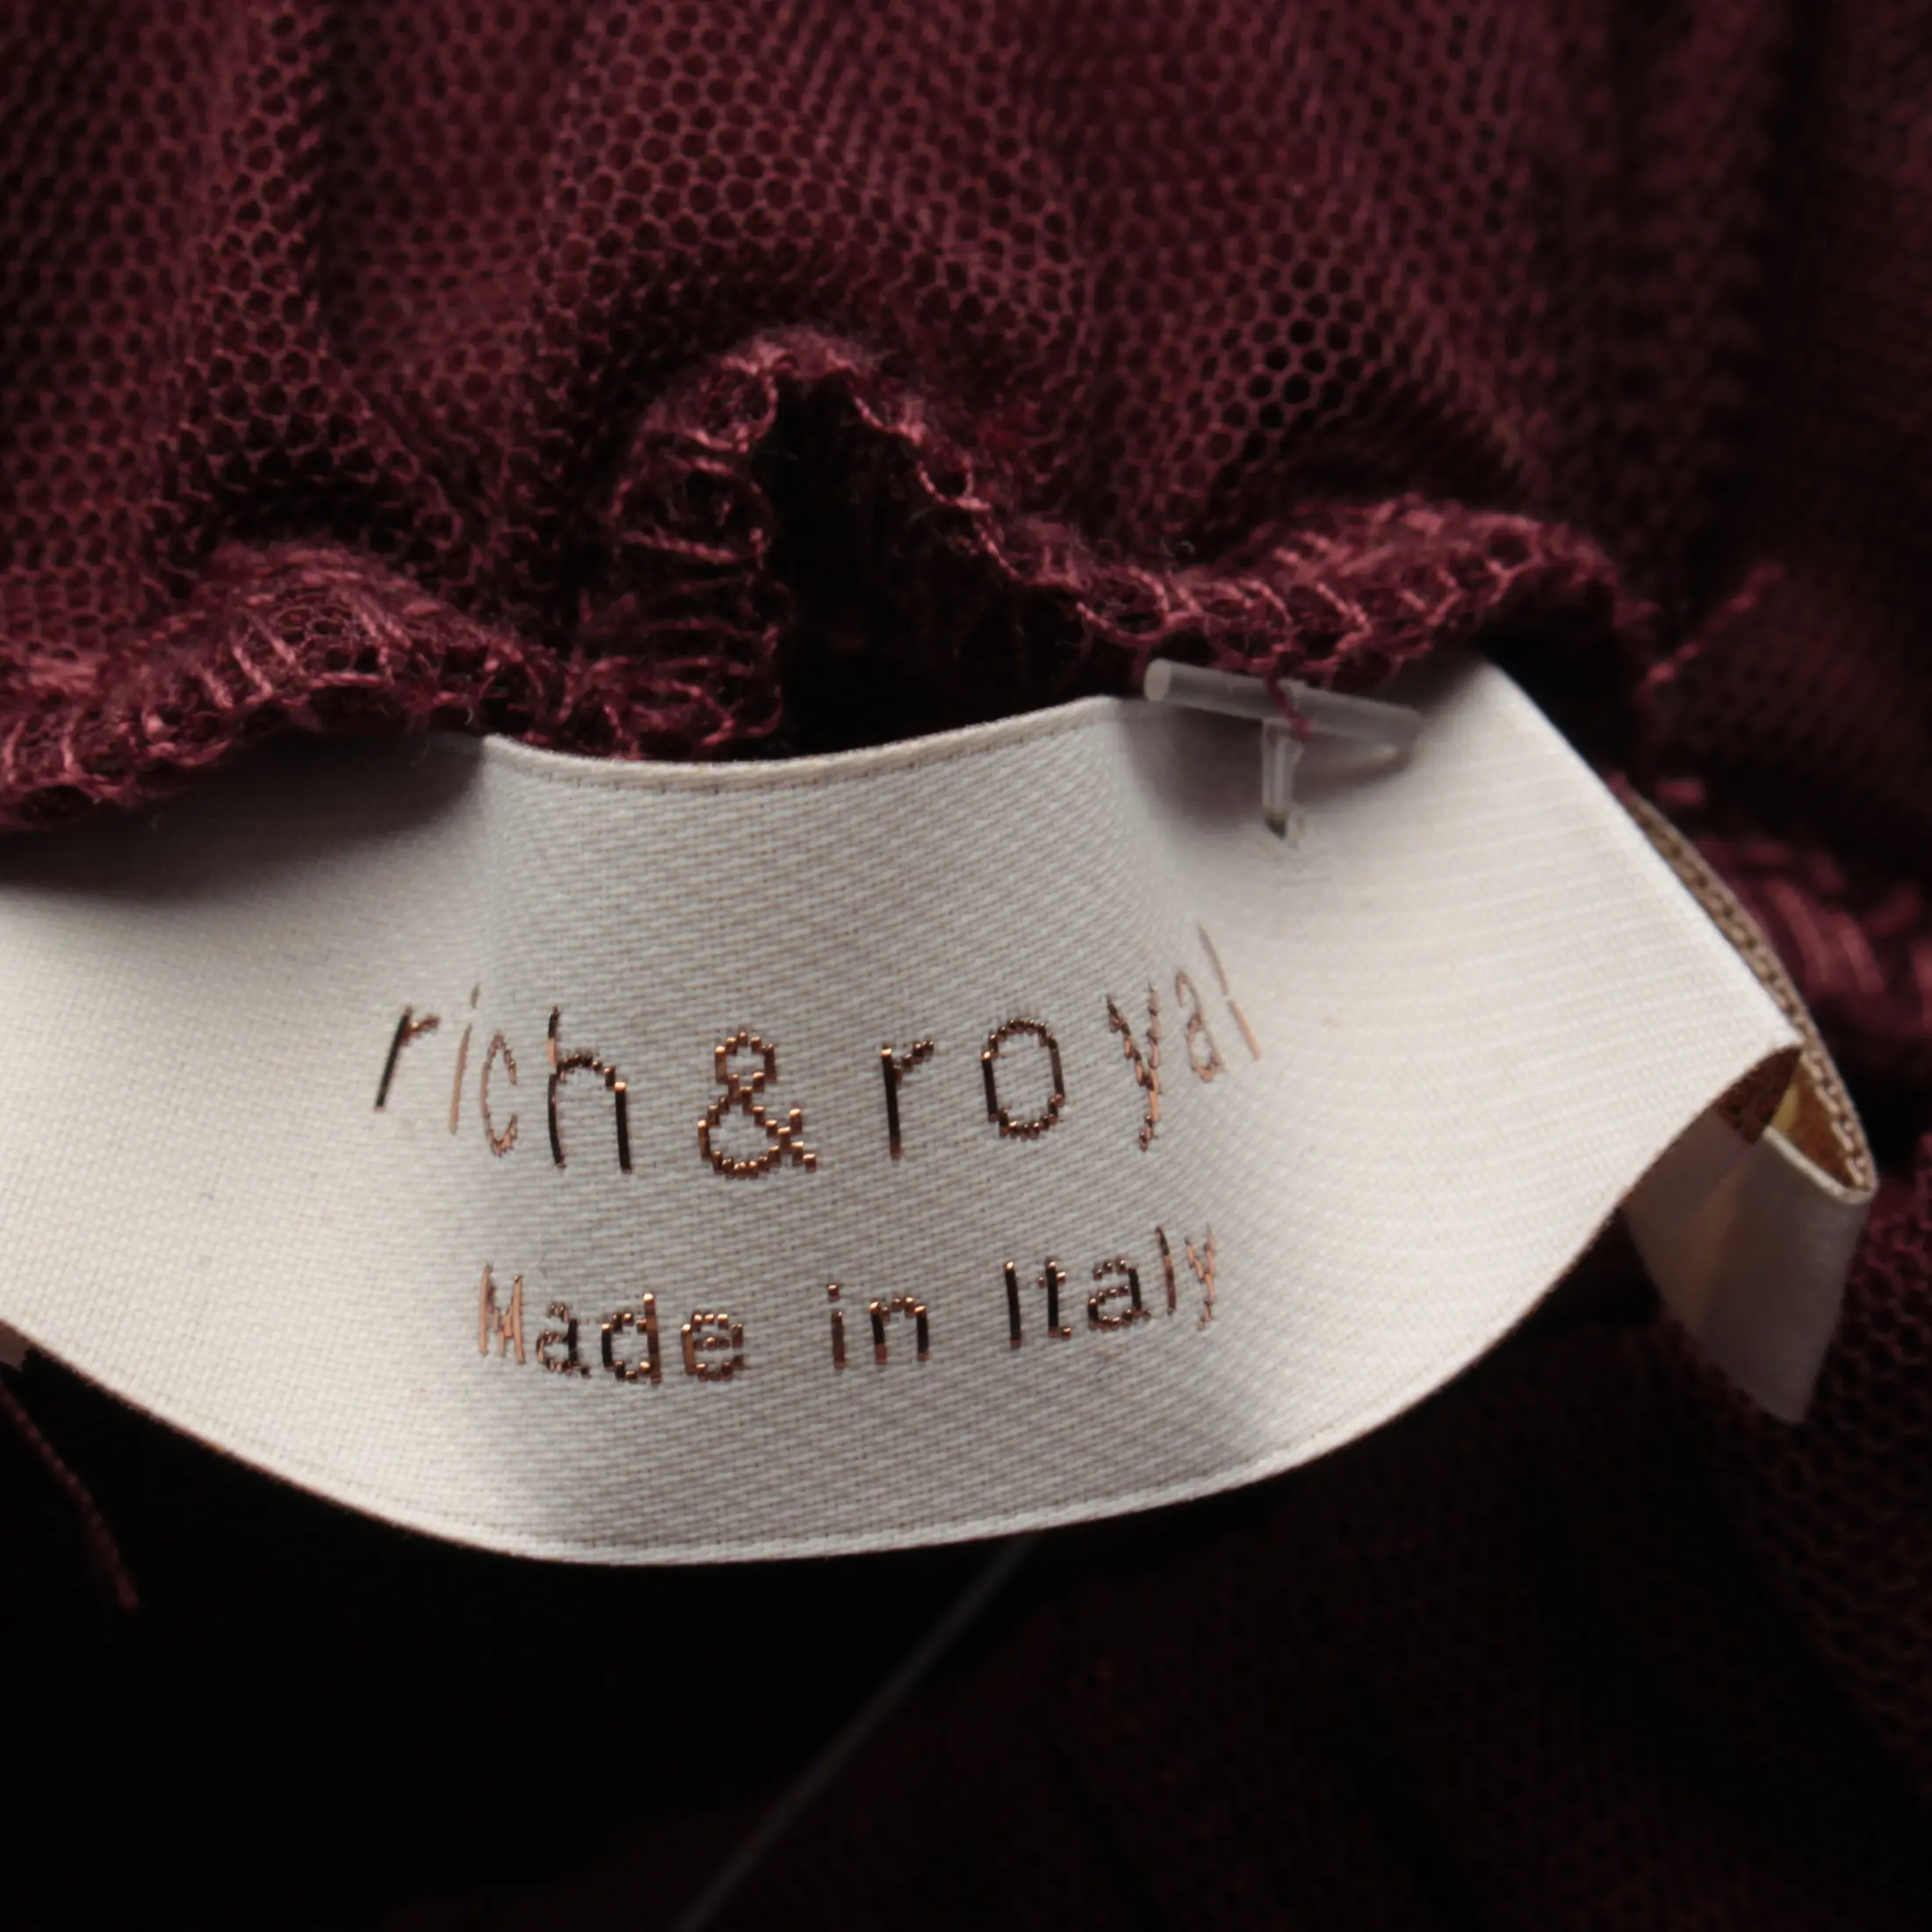 rich & royal
Made in Italy